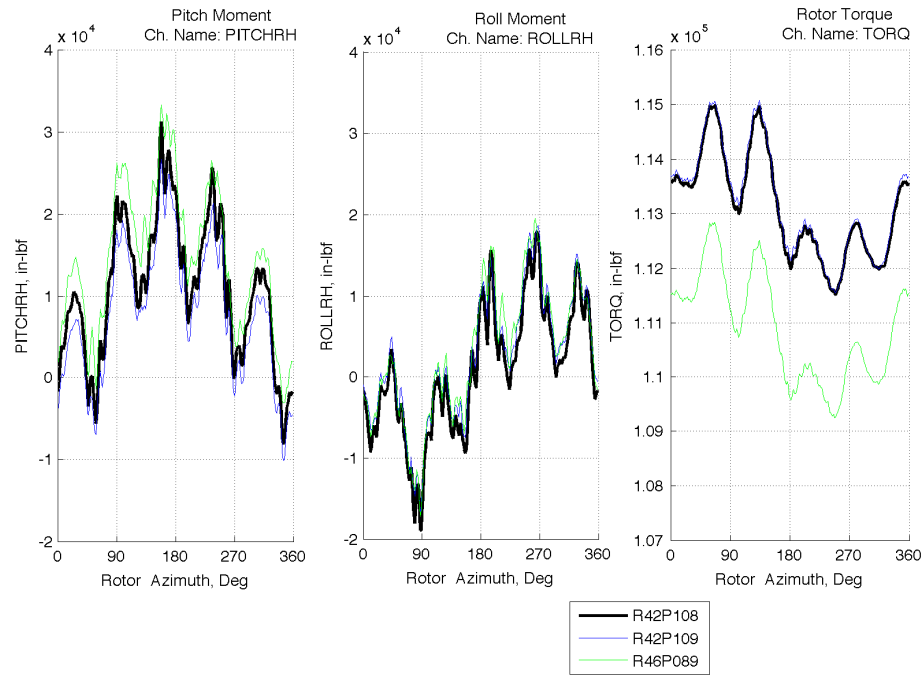 Pitch Moment
Ch. Name: PITCHRH
x 10^4
4
3
2
1
0
-1
-2
PITCHRH, in-lbf
0 90 180 270 360
Rotor Azimuth, Deg
Roll Moment
Ch. Name: ROLLRH
x 10^4
4
3
2
1
0
-1
-2
ROLLRH, in-lbf
0 90 180 270 360
Rotor Azimuth, Deg
Rotor Torque
Ch. Name: TORQ
x 10^5
1.16
1.15
1.14
1.13
1.12
1.11
1.1
1.09
1.08
1.07
TORQ, in-lbf
0 90 180 270 360
Rotor Azimuth, Deg
R42P108
R42P109
R46P089